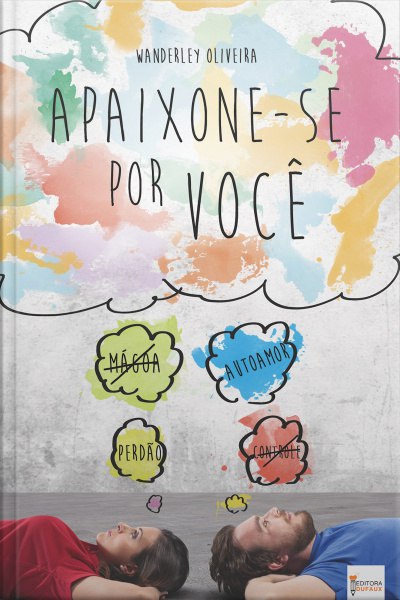 WANDERLEY OLIVEIRA
APAIXONE-SE
POR VOCÊ
MÁGOA
AUTOAMOR
PERDÃO
CONTROLE
EDITORA
DUFAUX